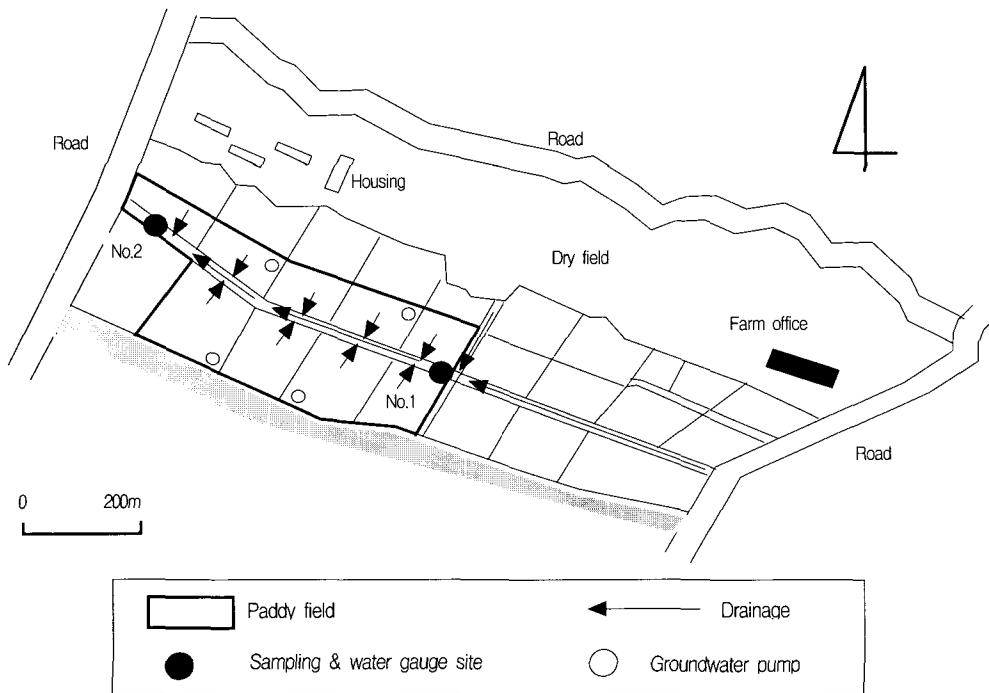 Road
Road
Housing
No.2
Dry field
Farm office
No.1
Road
0 200m
Paddy field
Drainage
Sampling & water gauge site
Groundwater pump